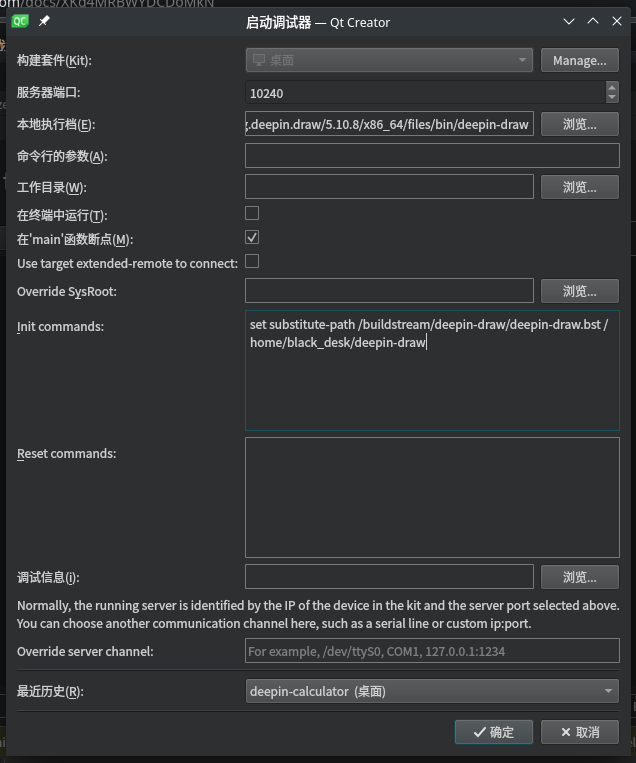 om/docs/XKd4MRBWYDCDoMkN
QC
启动调试器 — Qt Creator
构建套件(Kit):
桌面
Manage...
服务器端口:
10240
本地执行档(E):
g.deepin.draw/5.10.8/x86_64/files/bin/deepin-draw
浏览...
命令行的参数(A):
工作目录(W):
浏览...
在终端中运行(T):
在'main'函数断点(M):
Use target extended-remote to connect:
Override SysRoot:
浏览...
Init commands:
set substitute-path /buildstream/deepin-draw/deepin-draw.bst /
home/black_desk/deepin-draw
Reset commands:
调试信息(i):
浏览...
Normally, the running server is identified by the IP of the device in the kit and the server port selected above.
You can choose another communication channel here, such as a serial line or custom ip:port.
Override server channel:
For example, /dev/ttyS0, COM1, 127.0.0.1:1234
最近历史(R):
deepin-calculator (桌面)
确定
取消